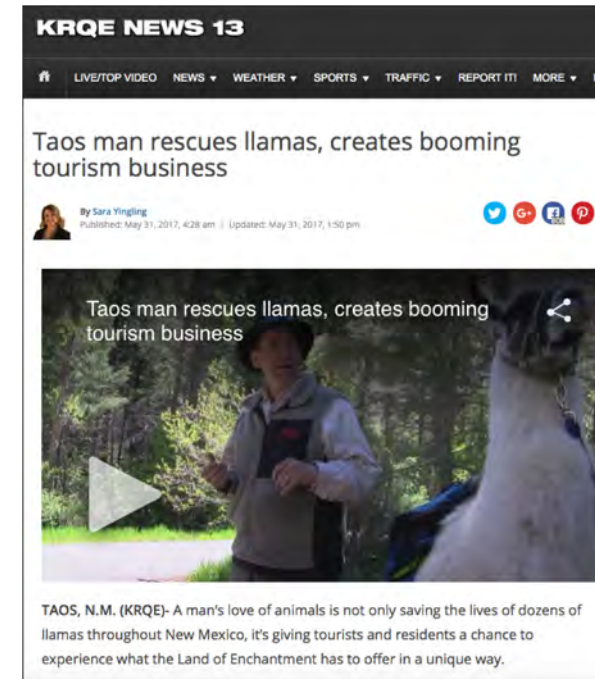 KRQE NEWS 13
LIVE/TOP VIDEO NEWS WEATHER SPORTS TRAFFIC REPORT IT! MORE
Taos man rescues llamas, creates booming
tourism business
By Sara Yingling
Published: May 31, 2017, 4:28 am | Updated: May 31, 2017, 1:50 pm
Taos man rescues llamas, creates booming
tourism business
TAOS, N.M. (KRQE)- A man's love of animals is not only saving the lives of dozens of
llamas throughout New Mexico, it's giving tourists and residents a chance to
experience what the Land of Enchantment has to offer in a unique way.